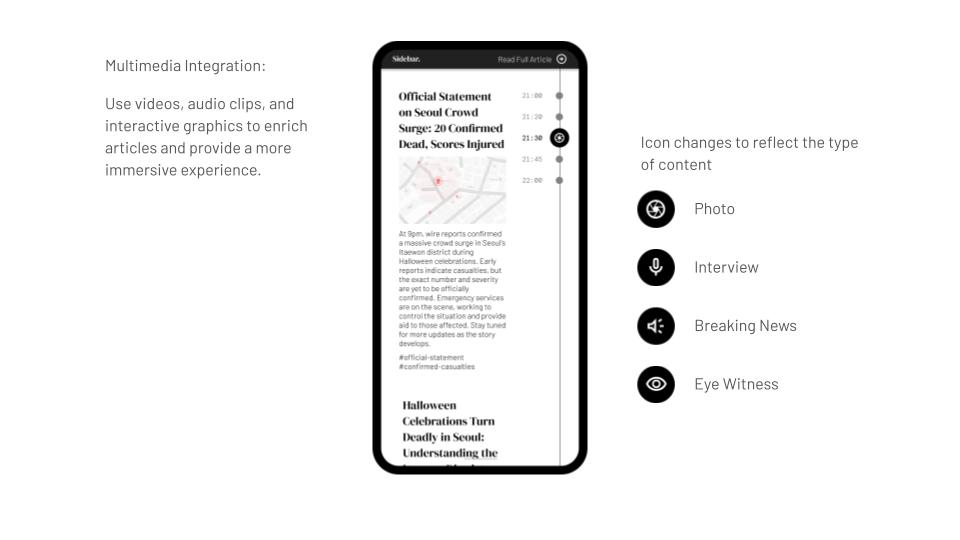 Multimedia Integration:
Use videos, audio clips, and
interactive graphics to enrich
articles and provide a more
immersive experience.
Sidebar.
Read Full Article
Official Statement
on Seoul Crowd
Surge: 20 Confirmed
Dead, Scores Injured
21:00
21:20
21:30
21:45
22:00
At 9pm, wire reports confirmed
a massive crowd surge in Seoul's
Itaewon district during
Halloween celebrations. Early
reports indicate casualties, but
the exact number and severity
are yet to be officially
confirmed. Emergency services
are on the scene, working to
control the situation and provide
aid to those affected. Stay tuned
for more updates as the story
develops.
#official-statement
#confirmed-casualties
Halloween
Celebrations Turn
Deadly in Seoul:
Understanding the
Icon changes to reflect the type
of content
Photo
Interview
Breaking News
Eye Witness